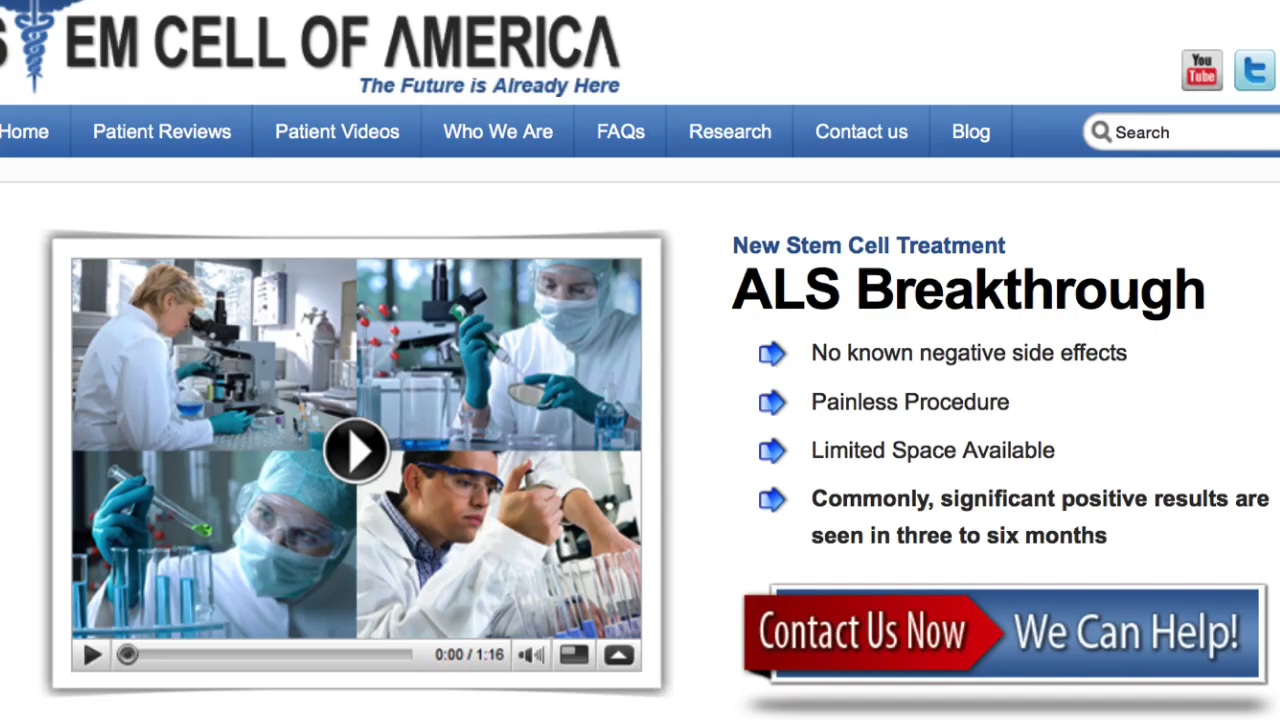 STEM CELL OF AMERICA
The Future is Already Here
You
Tube
Home
Patient Reviews
Patient Videos
Who We Are
FAQs
Research
Contact us
Blog
Search
New Stem Cell Treatment
ALS Breakthrough
No known negative side effects
Painless Procedure
Limited Space Available
Commonly, significant positive results are
seen in three to six months
0:00 / 1:16
Contact Us Now
We Can Help!